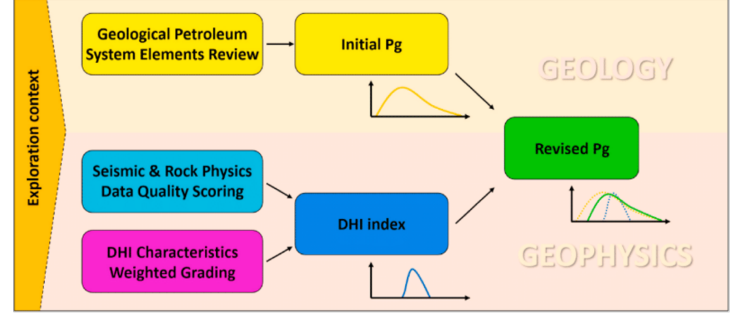 Exploration context
Geological Petroleum
System Elements Review
Initial Pg
GEOLOGY
Revised Pg
Seismic & Rock Physics
Data Quality Scoring
DHI index
DHI Characteristics
Weighted Grading
GEOPHYSICS